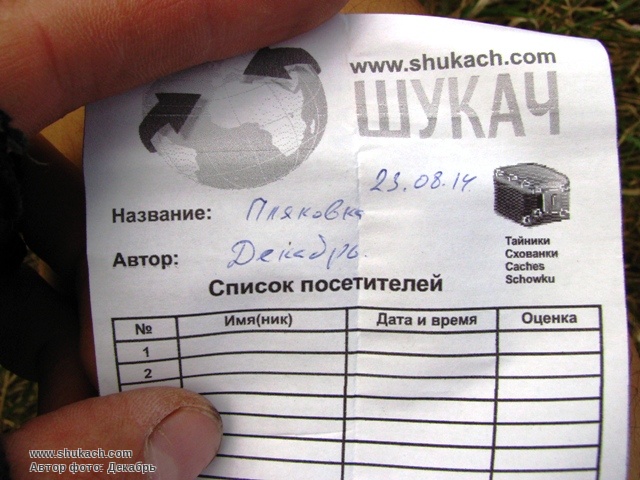 www.shukach.com
ШУКАЧ
23.08.14
Название: Пляковка
Автор: Декабрь
Тайники
Схованки
Caches
Schowku
Список посетителей
№ Имя(ник) Дата и время Оценка
1
2
www.shukach.com
Автор фото: Декабрь